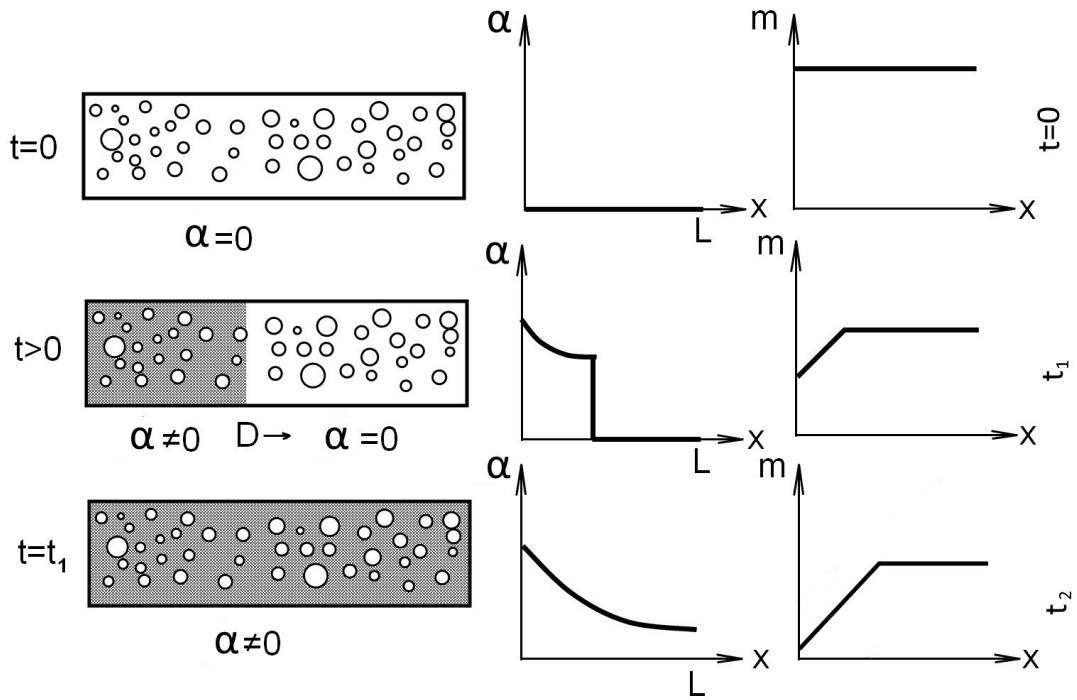 α m
t=0 t=0
X X
L
α=0
α m
t>0 t₁
X X
L
α≠0 D→ α=0
α m
t=t₁ t₂
X X
L
α≠0